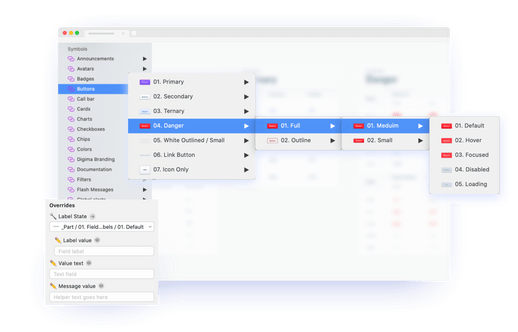 Symbols
Announcements
Avatars
Badges
Buttons
Call bar
Cards
Charts
Checkboxes
Chips
Colors
Digima Branding
Documentation
Filters
Flash Messages
01. Primary
02. Secondary
03. Ternary
04. Danger
05. White Outlined / Small
06. Link Button
07. Icon Only
01. Full
02. Outline
01. Meduim
02. Small
01. Default
02. Hover
03. Focused
04. Disabled
05. Loading
Danger
Overrides
Label State
_Part / 01. Field...bels / 01. Default
Label value
Field label
Value text
Text field
Message value
Helper text goes here